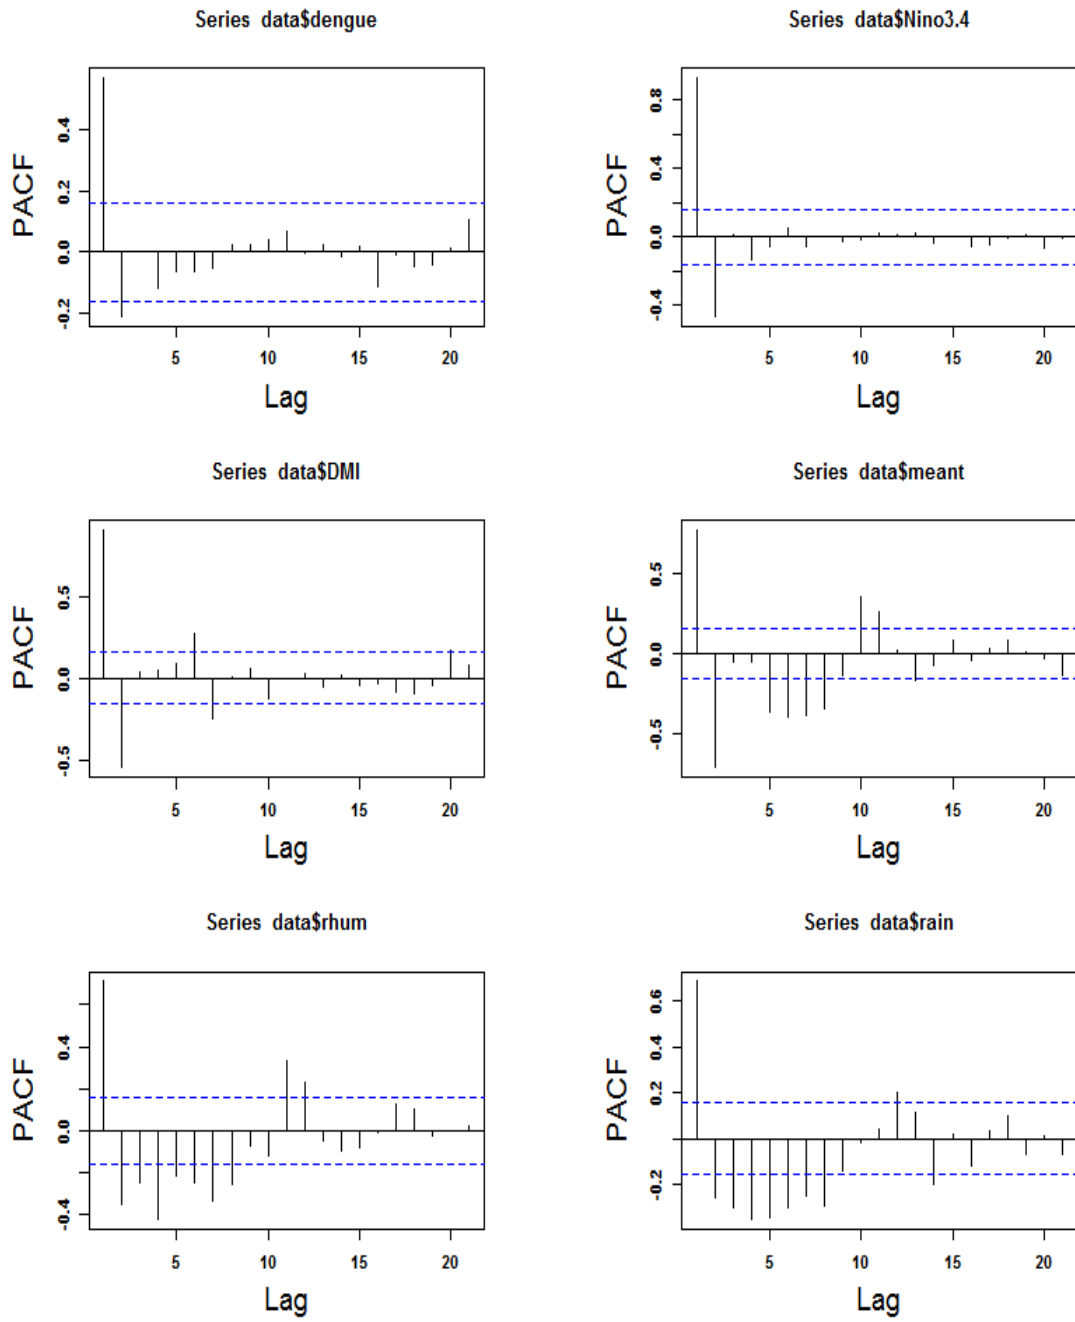 Series data$dengue
PACF
0.4
0.2
0.0
-0.2
5 10 15 20
Lag
Series data$Nino3.4
PACF
0.8
0.4
0.0
-0.4
5 10 15 20
Lag
Series data$DMI
PACF
0.5
0.0
-0.5
5 10 15 20
Lag
Series data$meant
PACF
0.5
0.0
-0.5
5 10 15 20
Lag
Series data$rhum
PACF
0.4
0.0
-0.4
5 10 15 20
Lag
Series data$rain
PACF
0.6
0.2
-0.2
5 10 15 20
Lag